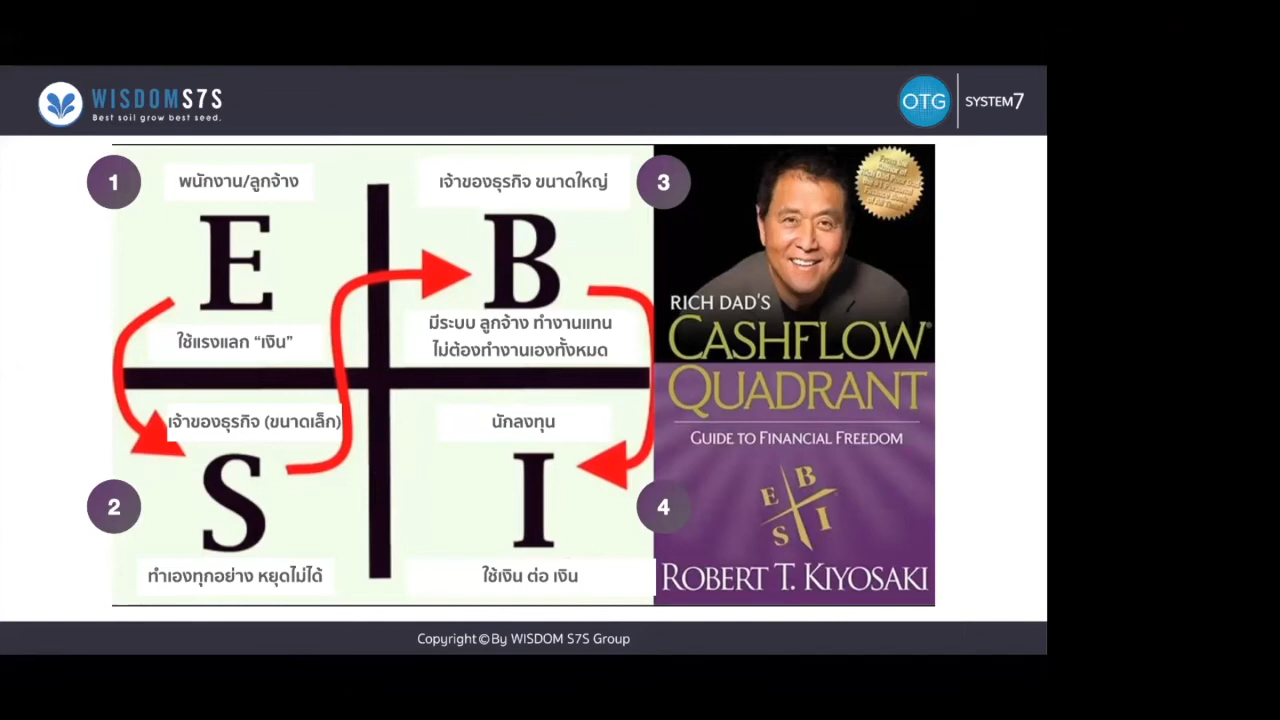 WISDOMS7S
Best soil grow best seed.
OTG
SYSTEM7
1
พนักงาน/ลูกจ้าง
E
ใช้แรงแลก “เงิน”
เจ้าของธุรกิจ ขนาดใหญ่
3
B
มีระบบ ลูกจ้าง ทำงานแทน
ไม่ต้องทำงานเองทั้งหมด
เจ้าของธุรกิจ (ขนาดเล็ก)
2
S
ทำเองทุกอย่าง หยุดไม่ได้
นักลงทุน
4
I
ใช้เงิน ต่อ เงิน
RICH DAD'S
CASHFLOW®
QUADRANT
GUIDE TO FINANCIAL FREEDOM
E B
S I
ROBERT T. KIYOSAKI
Copyright©By WISDOM S7S Group